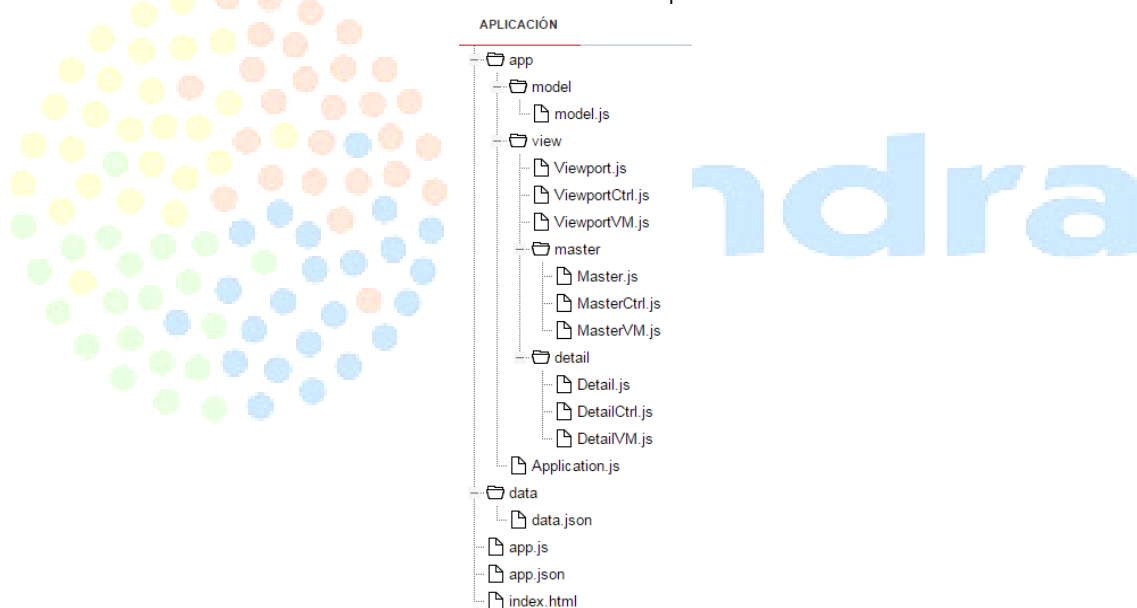 APLICACIÓN
app
model
model.js
view
Viewport.js
ViewportCtrl.js
ViewportVM.js
master
Master.js
MasterCtrl.js
MasterVM.js
detail
Detail.js
DetailCtrl.js
DetailVM.js
Application.js
data
data.json
app.js
app.json
index.html